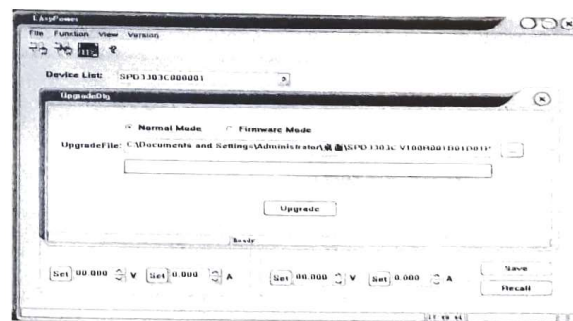 EasyPower
File Function View Version
Device List: SPD3303C000001
UpgradeDlg
Normal Mode Firmware Mode
UpgradeFile: C:\Documents and Settings\Administrator\桌面\SPD3303C V100R001D01D01P ...
Upgrade
Ready
Set 00.000 V Set 0.000 A Set 00.000 V Set 0.000 A
Save
Recall